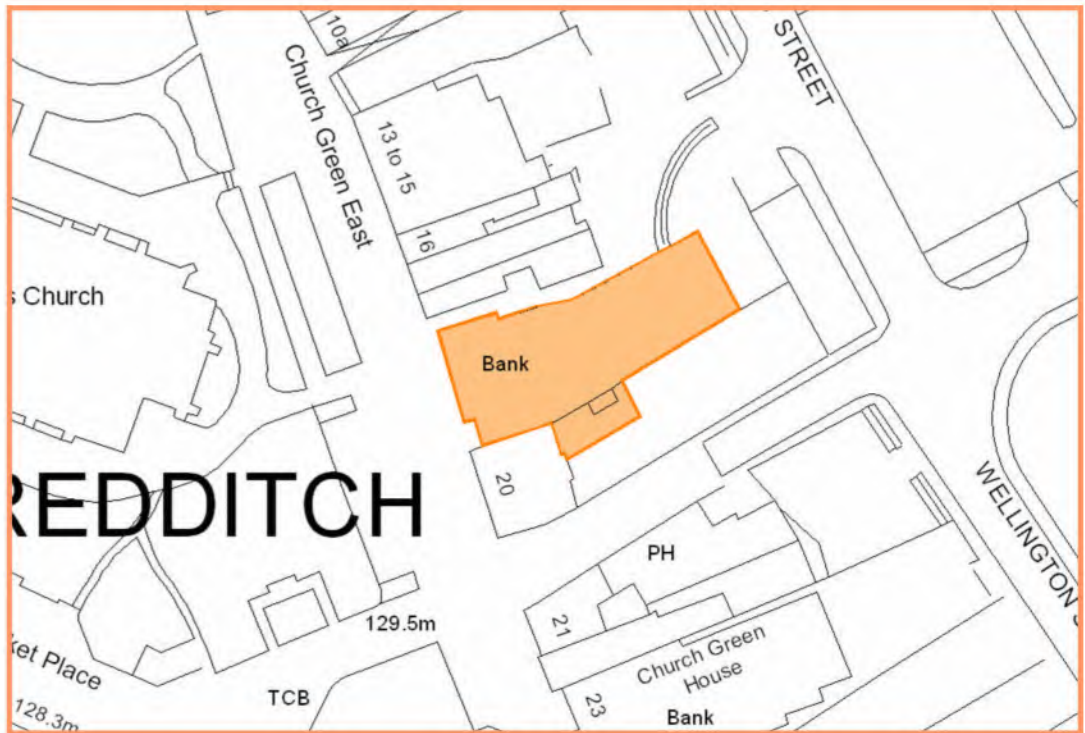 10a
Church Green East
STREET
13 to 15
16
s Church
Bank
20
REDDITCH
PH
WELLINGTON S
21
129.5m
Church Green
House
ket Place
TCB
23
Bank
128.3m